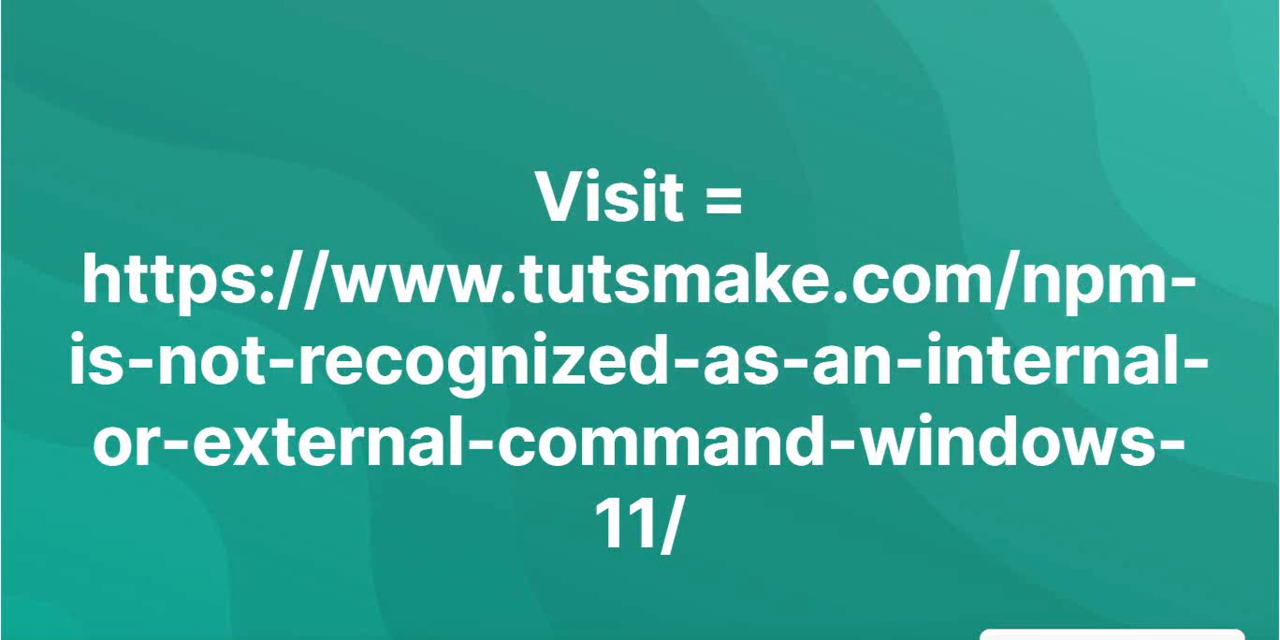 Visit =
https://www.tutsmake.com/npm-
is-not-recognized-as-an-internal-
or-external-command-windows-
11/